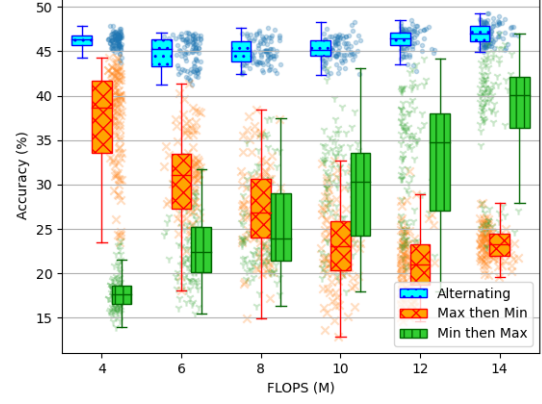 50
45
40
35
30
25
20
15
Accuracy (%)
Alternating
Max then Min
Min then Max
4 6 8 10 12 14
FLOPS (M)